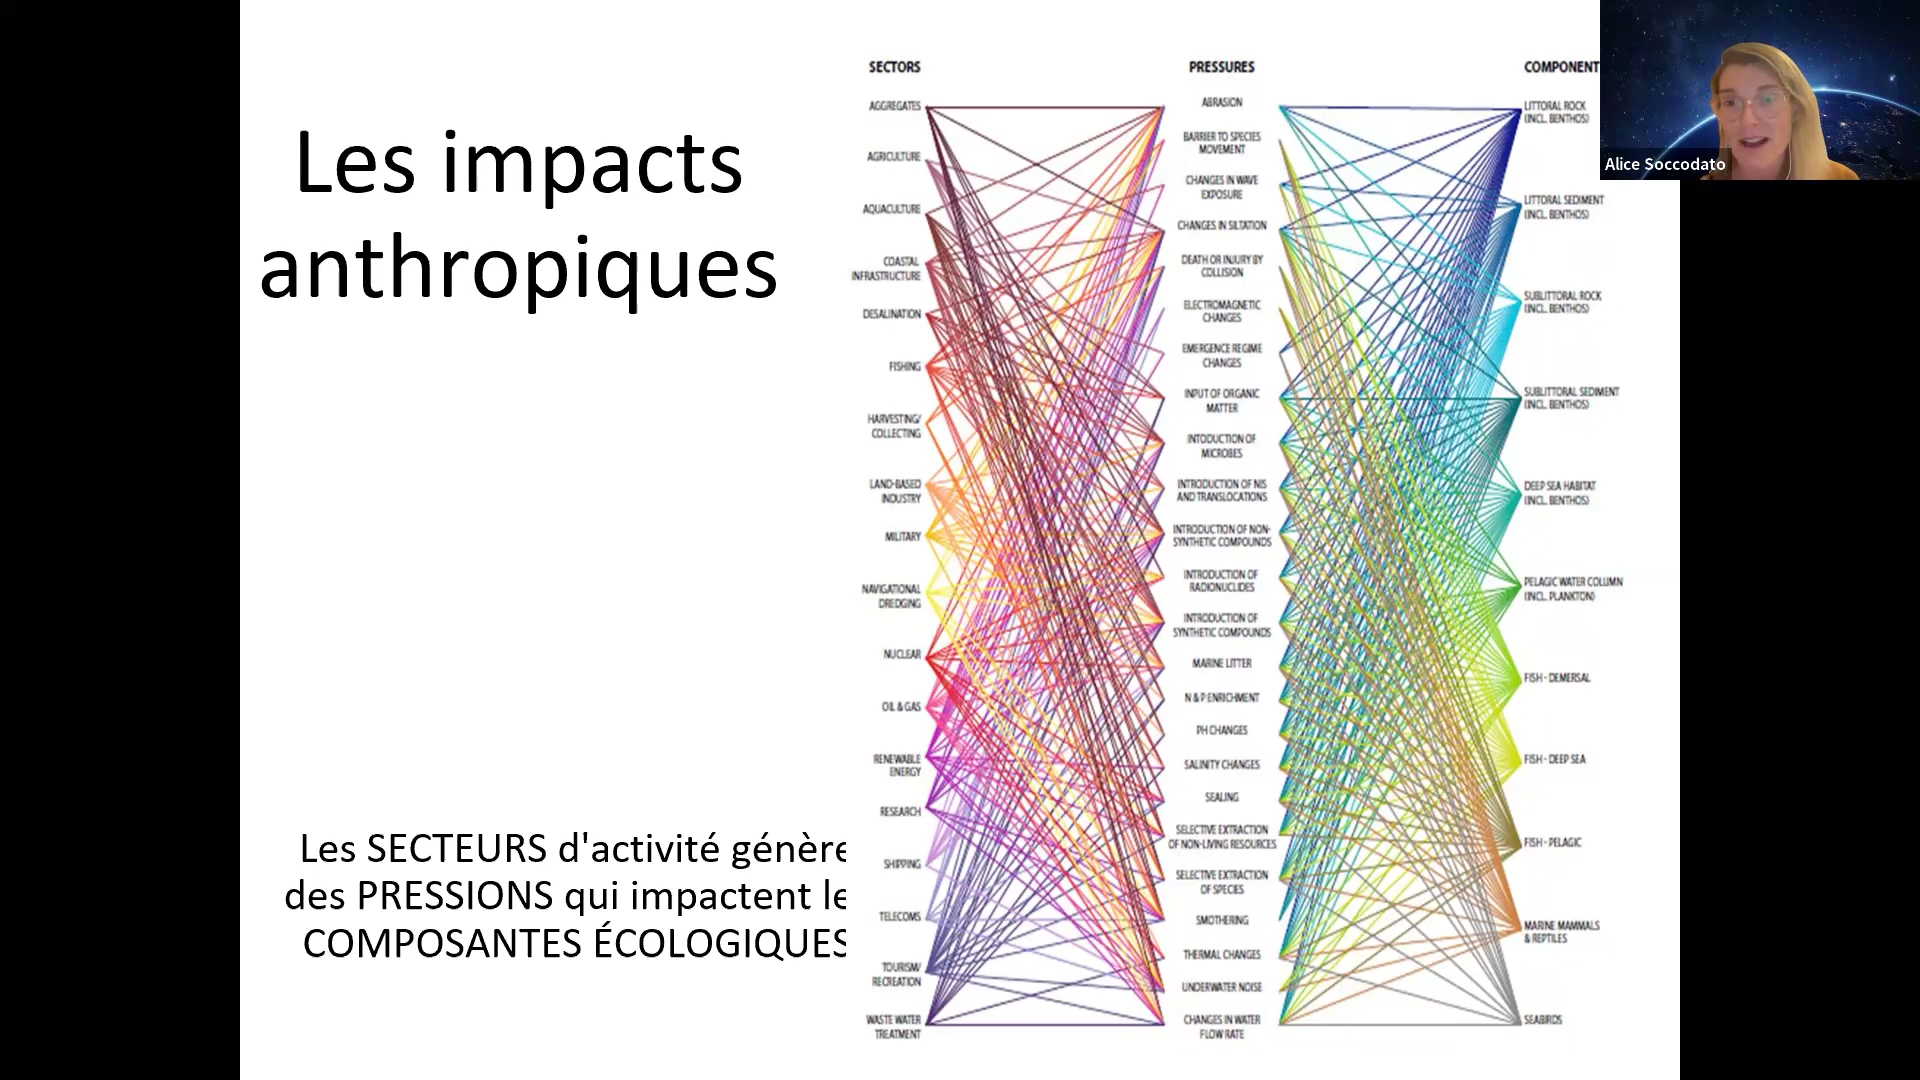 Les impacts
anthropiques
Les SECTEURS d'activité génère
des PRESSIONS qui impactent le
COMPOSANTES ÉCOLOGIQUES
SECTORS
AGGREGATES
AGRICULTURE
AQUACULTURE
COASTAL
INFRASTRUCTURE
DESALINATION
FISHING
HARVESTING/
COLLECTING
LAND-BASED
INDUSTRY
MILITARY
NAVIGATIONAL
DREDGING
NUCLEAR
OIL & GAS
RENEWABLE
ENERGY
RESEARCH
SHIPPING
TELECOMS
TOURISM/
RECREATION
WASTE WATER
TREATMENT
PRESSURES
ABRASION
BARRIER TO SPECIES
MOVEMENT
CHANGES IN WAVE
EXPOSURE
CHANGES IN SILTATION
DEATH OR INJURY BY
COLLISION
ELECTROMAGNETIC
CHANGES
EMERGENCE REGIME
CHANGES
INPUT OF ORGANIC
MATTER
INTODUCTION OF
MICROBES
INTRODUCTION OF NIS
AND TRANSLOCATIONS
INTRODUCTION OF NON-
SYNTHETIC COMPOUNDS
INTRODUCTION OF
RADIONUCLIDES
INTRODUCTION OF
SYNTHETIC COMPOUNDS
MARINE LITTER
N & P ENRICHMENT
PH CHANGES
SALINITY CHANGES
SEALING
SELECTIVE EXTRACTION
OF NON-LIVING RESOURCES
SELECTIVE EXTRACTION
OF SPECIES
SMOTHERING
THERMAL CHANGES
UNDERWATER NOISE
CHANGES IN WATER
FLOW RATE
COMPONENT
LITTORAL ROCK
(INCL. BENTHOS)
LITTORAL SEDIMENT
(INCL. BENTHOS)
SUBLITTORAL ROCK
(INCL. BENTHOS)
SUBLITTORAL SEDIMENT
(INCL. BENTHOS)
DEEP SEA HABITAT
(INCL. BENTHOS)
PELAGIC WATER COLUMN
(INCL. PLANKTON)
FISH - DEMERSAL
FISH - DEEP SEA
FISH - PELAGIC
MARINE MAMMALS
& REPTILES
SEABIRDS
Alice Soccodato